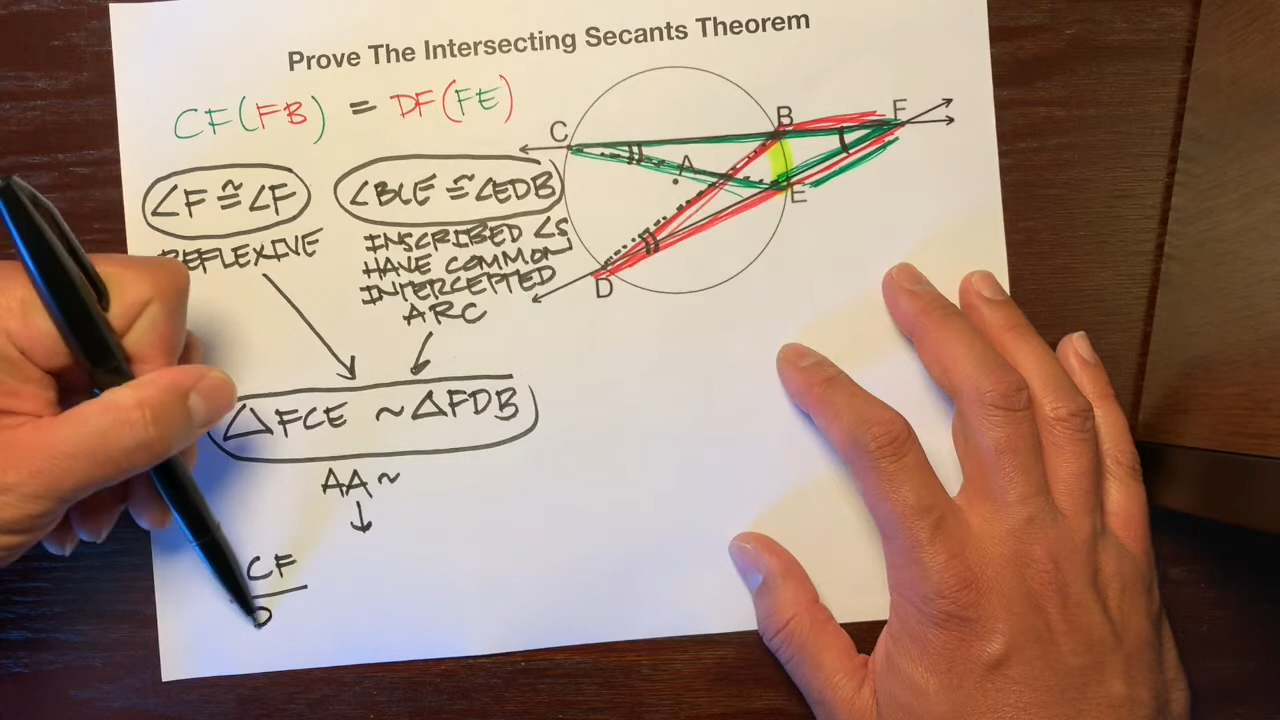 Prove The Intersecting Secants Theorem
CF(FB) = DF(FE)
∠F ≅ ∠F
REFLEXIVE
∠BCE ≅ ∠EDB
INSCRIBED ∠S
HAVE COMMON
INTERCEPTED
ARC
△FCE ~ △FDB
AA ~
CF
D
C
B
F
A
E
D